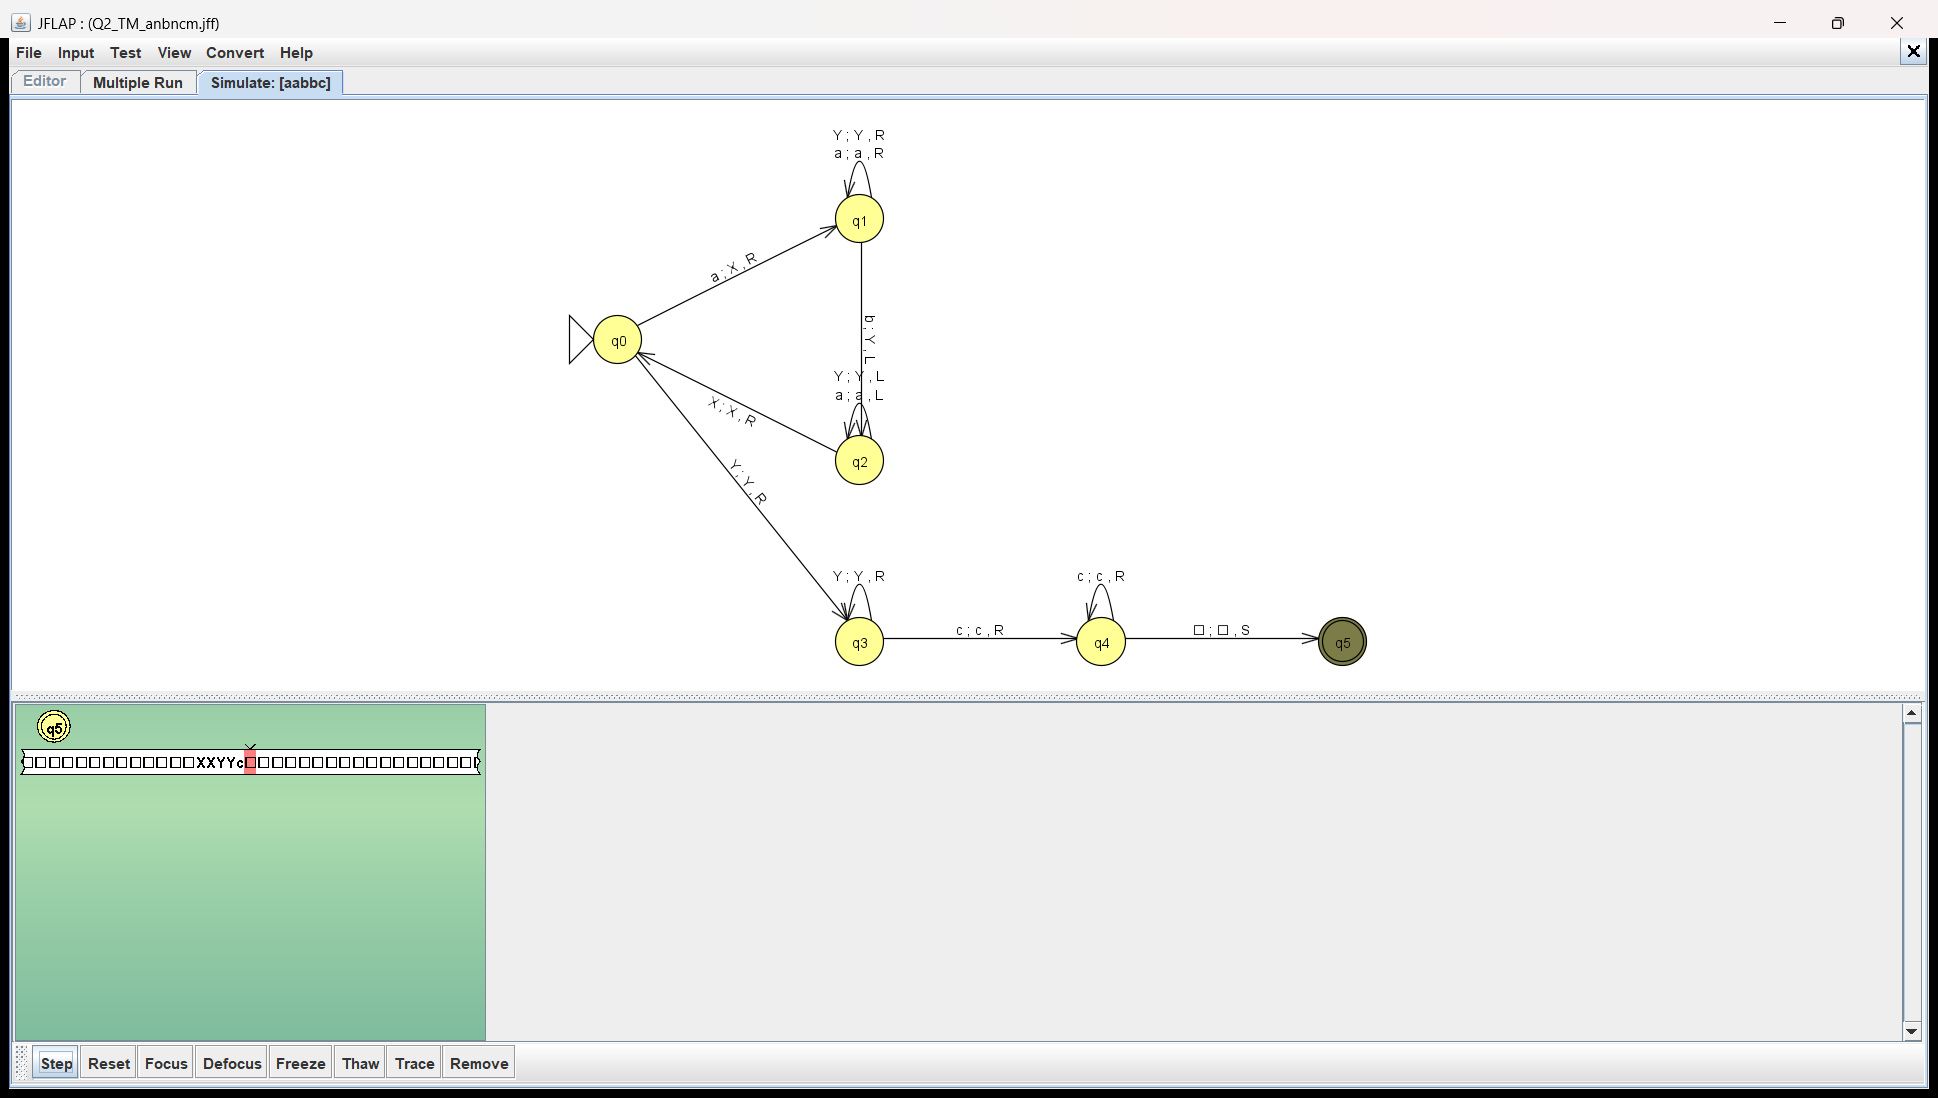 JFLAP : (Q2_TM_anbncm.jff)
File Input Test View Convert Help
Editor Multiple Run Simulate: [aabbc]
Y ; Y , R
a ; a , R
q1
a ; X , R
q0
b ; Y , L
Y ; Y , L
a ; a , L
X ; X , R
q2
Y ; Y , R
Y ; Y , R
c ; c , R
q3
c ; c , R
q4
□ ; □ , S
q5
q5
□□□□□□□□□□□□□XXYYc□□□□□□□□□□□□□□□□□□
Step Reset Focus Defocus Freeze Thaw Trace Remove